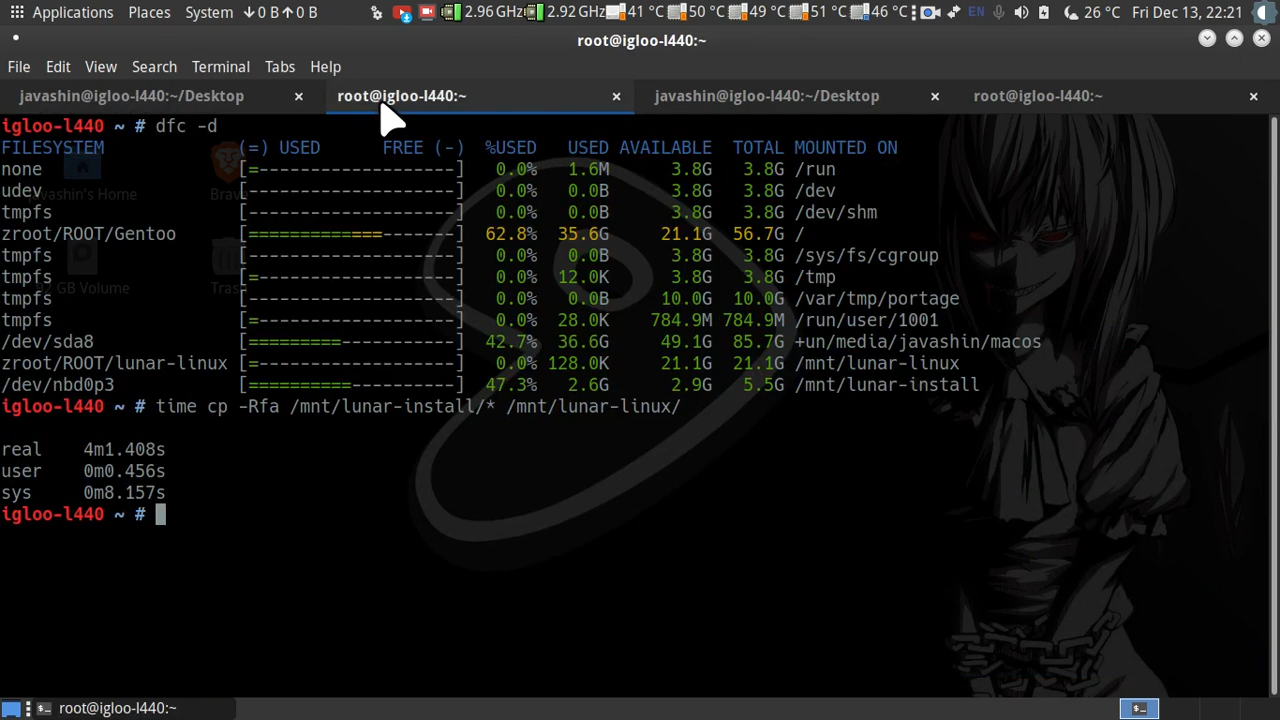 Applications Places System ↓0 B↑0 B 2.96 GHz 2.92 GHz 41 °C 50 °C 49 °C 51 °C 46 °C EN 26 °C Fri Dec 13, 22:21
root@igloo-l440:~
File Edit View Search Terminal Tabs Help
javashin@igloo-l440:~/Desktop × root@igloo-l440:~ × javashin@igloo-l440:~/Desktop × root@igloo-l440:~ ×
igloo-l440 ~ # dfc -d
FILESYSTEM (=) USED FREE (-) %USED USED AVAILABLE TOTAL MOUNTED ON
none [=-------------------] 0.0% 1.6M 3.8G 3.8G /run
udev [--------------------] 0.0% 0.0B 3.8G 3.8G /dev
tmpfs [--------------------] 0.0% 0.0B 3.8G 3.8G /dev/shm
zroot/ROOT/Gentoo [=============-------] 62.8% 35.6G 21.1G 56.7G /
tmpfs [--------------------] 0.0% 0.0B 3.8G 3.8G /sys/fs/cgroup
tmpfs [=-------------------] 0.0% 12.0K 3.8G 3.8G /tmp
tmpfs [--------------------] 0.0% 0.0B 10.0G 10.0G /var/tmp/portage
tmpfs [=-------------------] 0.0% 28.0K 784.9M 784.9M /run/user/1001
/dev/sda8 [=========-----------] 42.7% 36.6G 49.1G 85.7G +un/media/javashin/macos
zroot/ROOT/lunar-linux [=-------------------] 0.0% 128.0K 21.1G 21.1G /mnt/lunar-linux
/dev/nbd0p3 [==========----------] 47.3% 2.6G 2.9G 5.5G /mnt/lunar-install
igloo-l440 ~ # time cp -Rfa /mnt/lunar-install/* /mnt/lunar-linux/
real 4m1.408s
user 0m0.456s
sys 0m8.157s
igloo-l440 ~ #
javashin's Home
Brave
GB Volume
root@igloo-l440:~